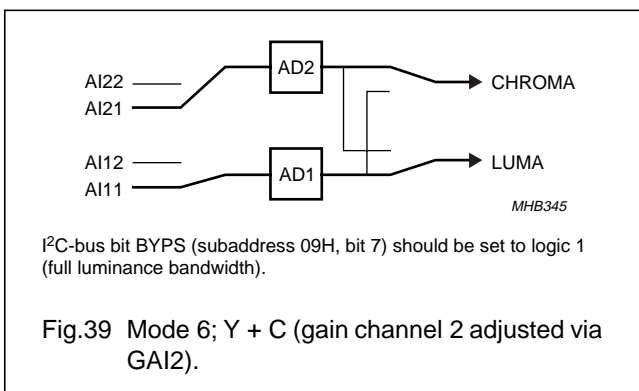 AI22
AI21
AD2
CHROMA
AI12
AI11
AD1
LUMA
MHB345
I²C-bus bit BYPS (subaddress 09H, bit 7) should be set to logic 1
(full luminance bandwidth).
Fig.39 Mode 6; Y + C (gain channel 2 adjusted via
GAI2).